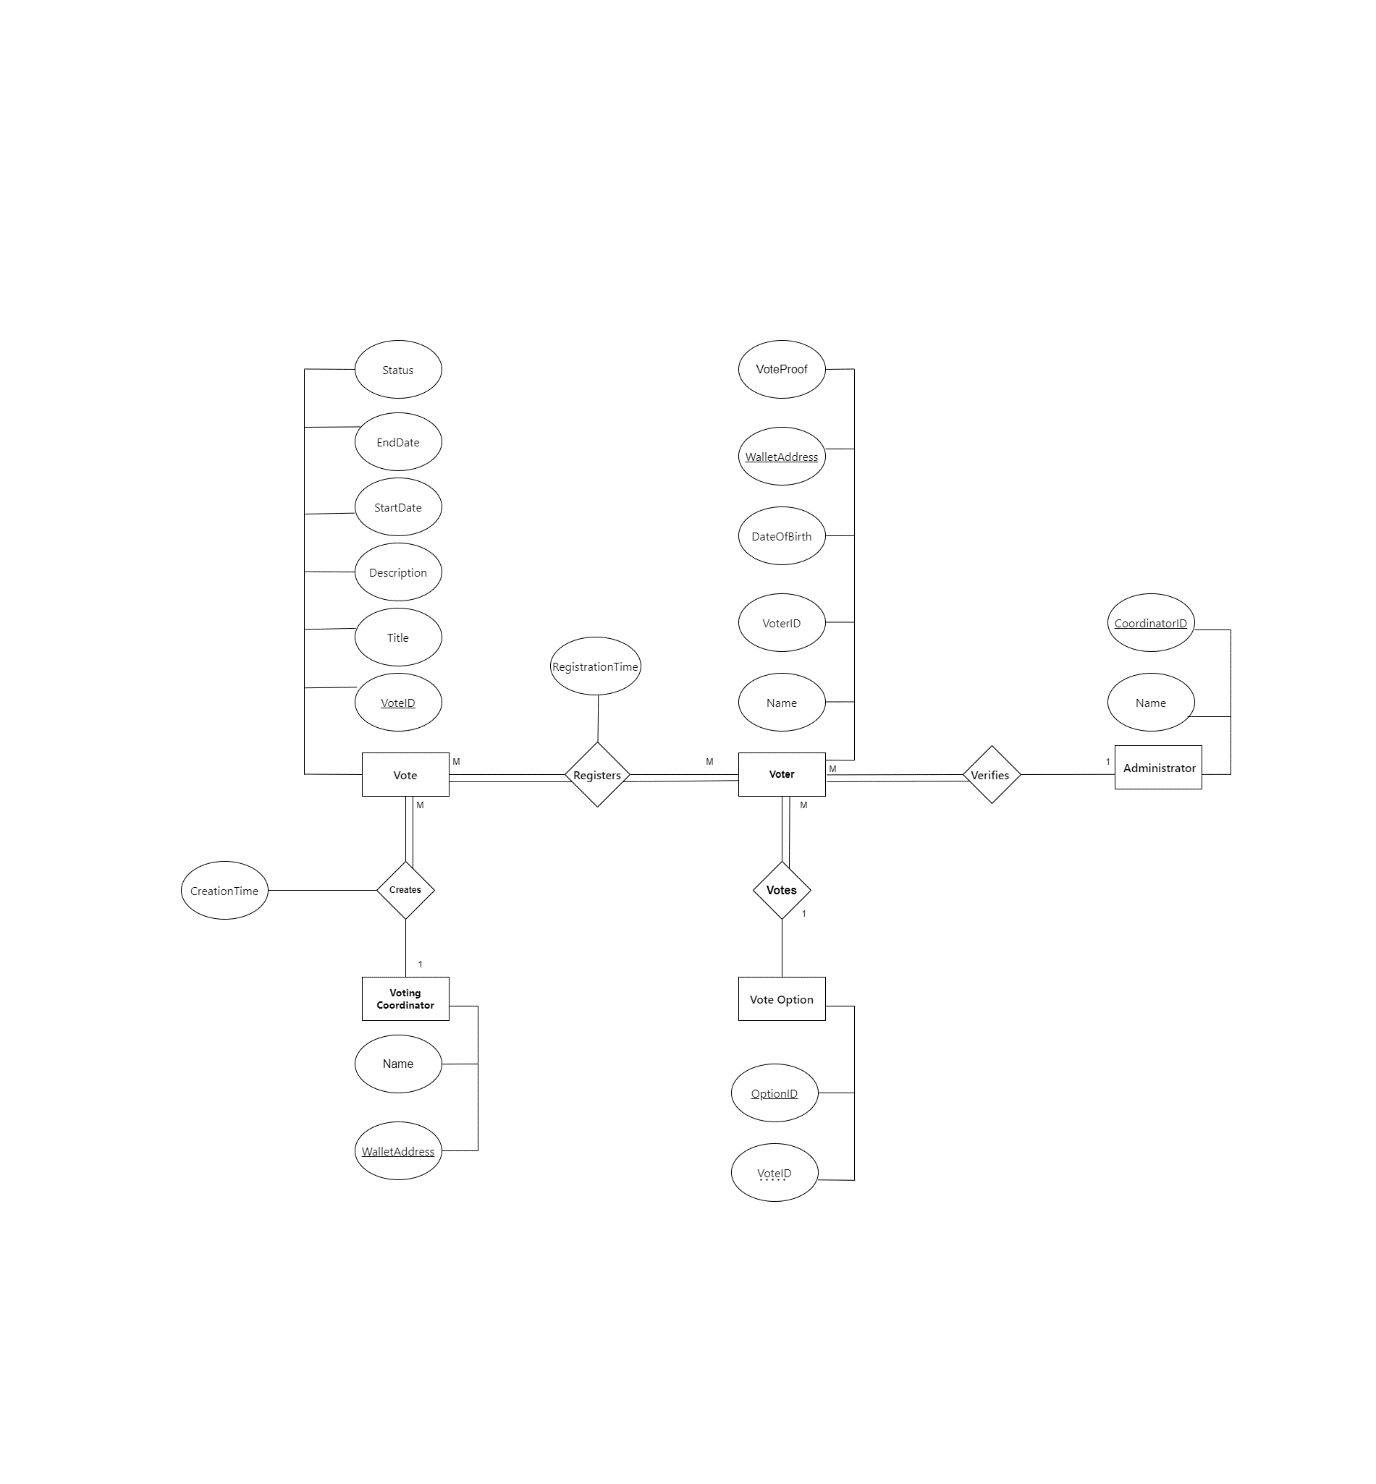 Status
VoteProof
EndDate
WalletAddress
StartDate
DateOfBirth
Description
VoterID
CoordinatorID
Title
RegistrationTime
VoteID
Name
Name
M
M
M
1
Vote
Registers
Voter
Verifies
Administrator
M
M
CreationTime
Creates
Votes
1
1
Voting
Coordinator
Vote Option
Name
OptionID
WalletAddress
VoteID